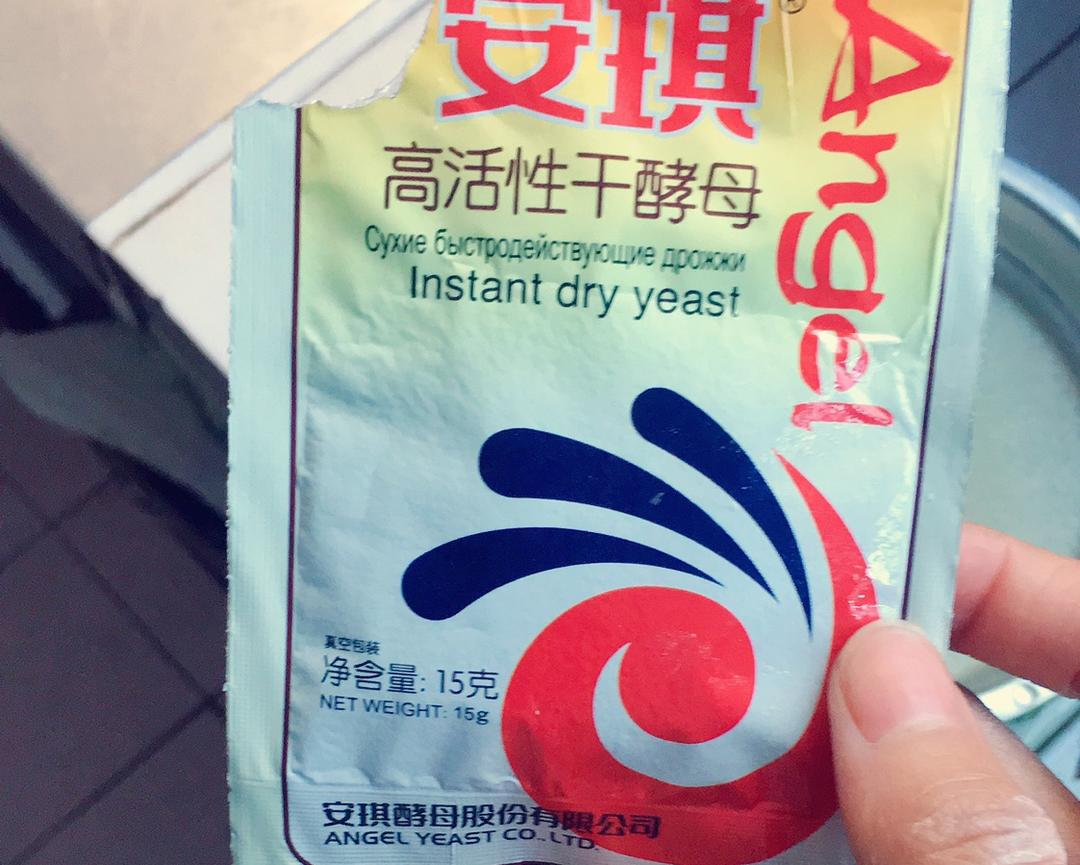 安琪®
Angel
高活性干酵母
Сухие быстродействующие дрожжи
Instant dry yeast
真空包装
净含量: 15克
NET WEIGHT: 15g
安琪酵母股份有限公司
ANGEL YEAST CO., LTD.